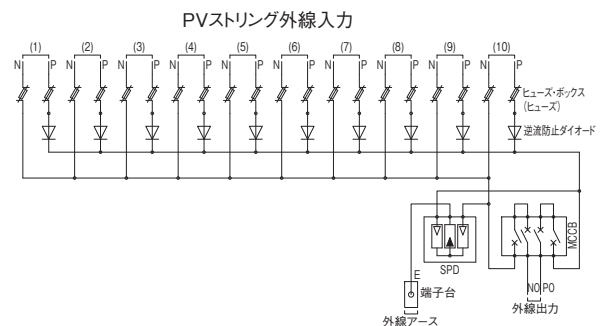 PVストリング外線入力
(1) (2) (3) (4) (5) (6) (7) (8) (9) (10)
N P N P N P N P N P N P N P N P N P N P
ヒューズ・ボックス
(ヒューズ)
逆流防止ダイオード
MCCB
SPD
E
端子台
外線アース
NO PO
外線出力